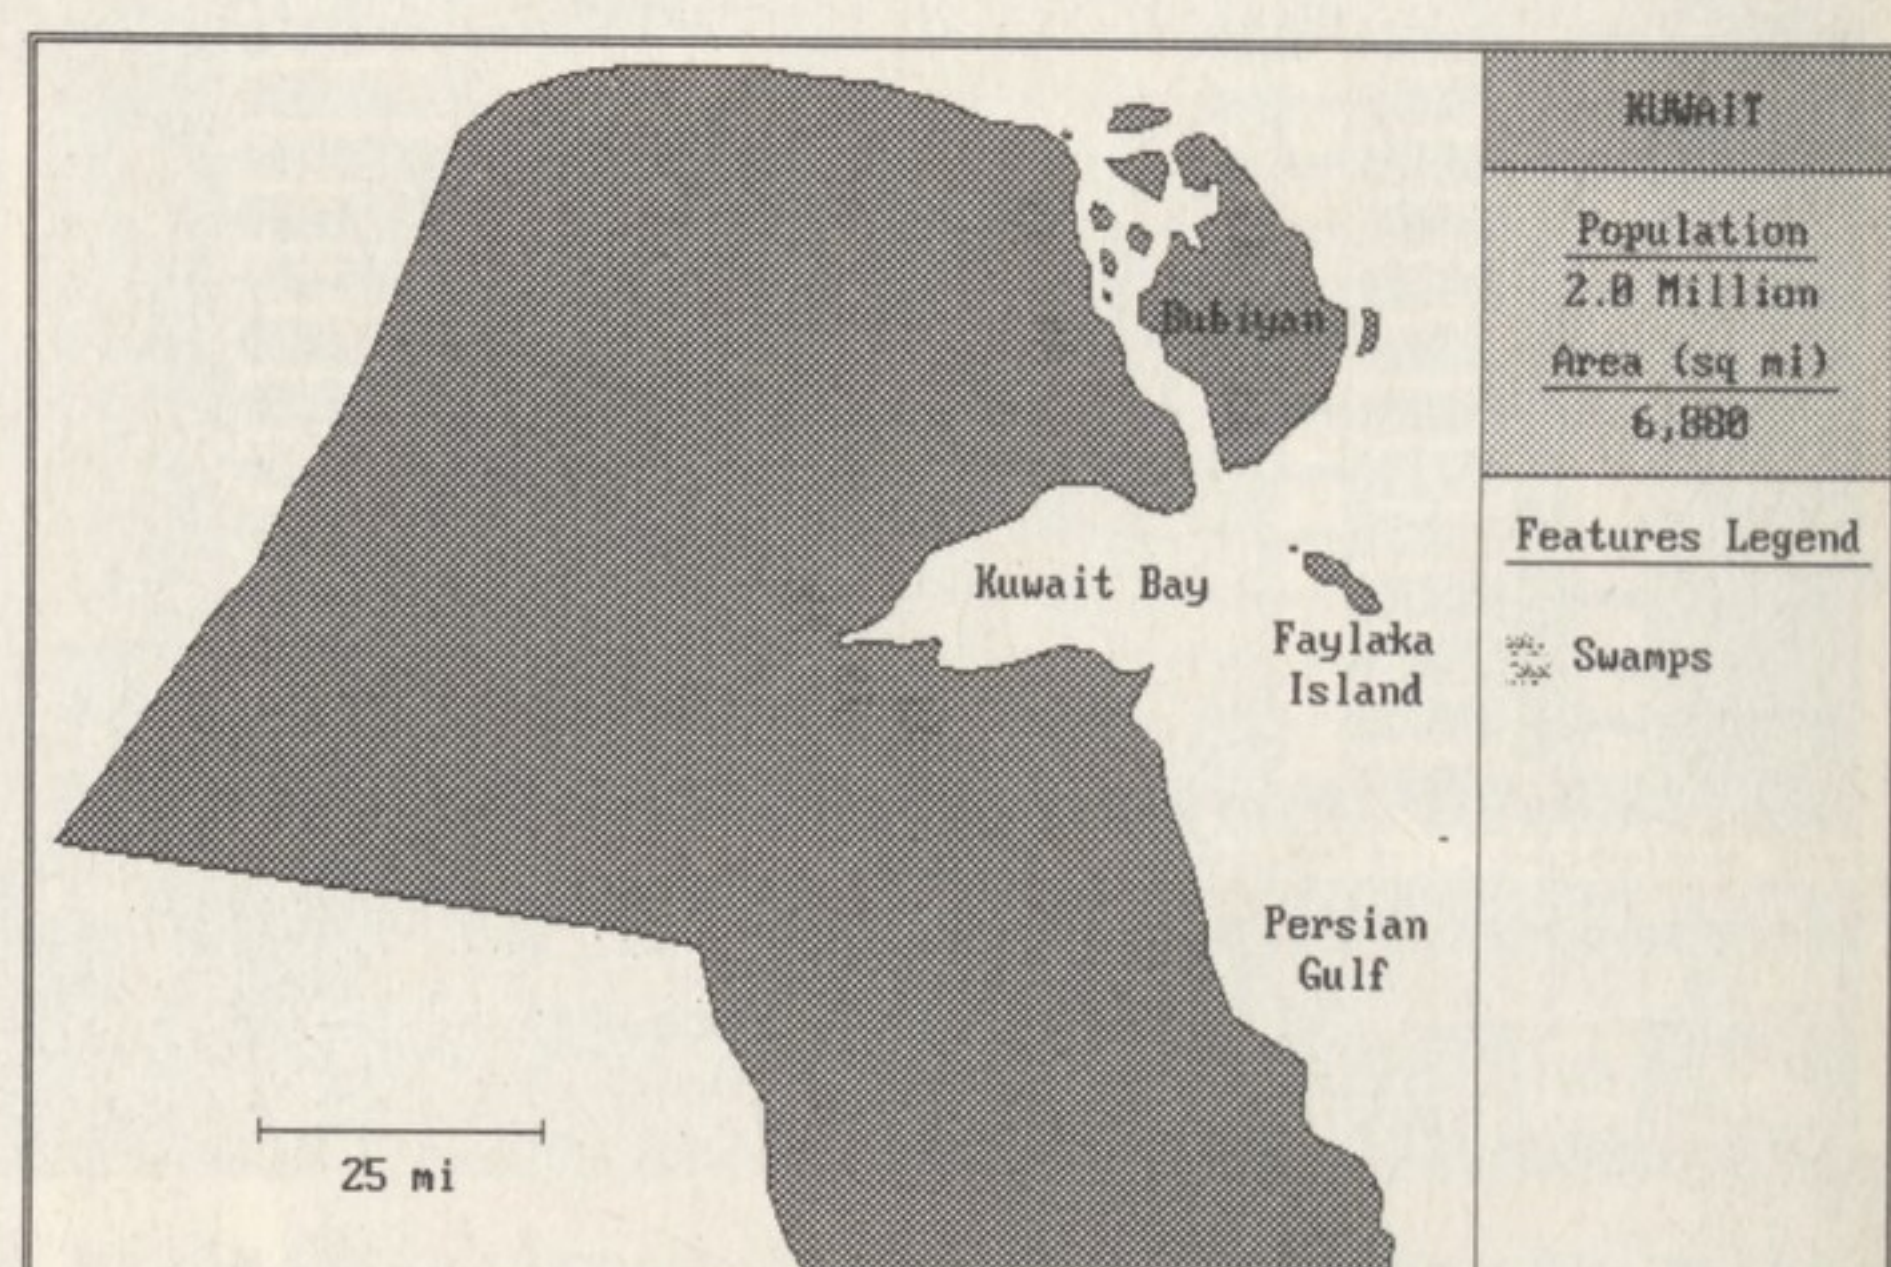 KUWAIT
Population
2.0 Million
Area (sq mi)
6,880
Features Legend
Swamps
Bubiyan
Kuwait Bay
Faylaka
Island
Persian
Gulf
25 mi